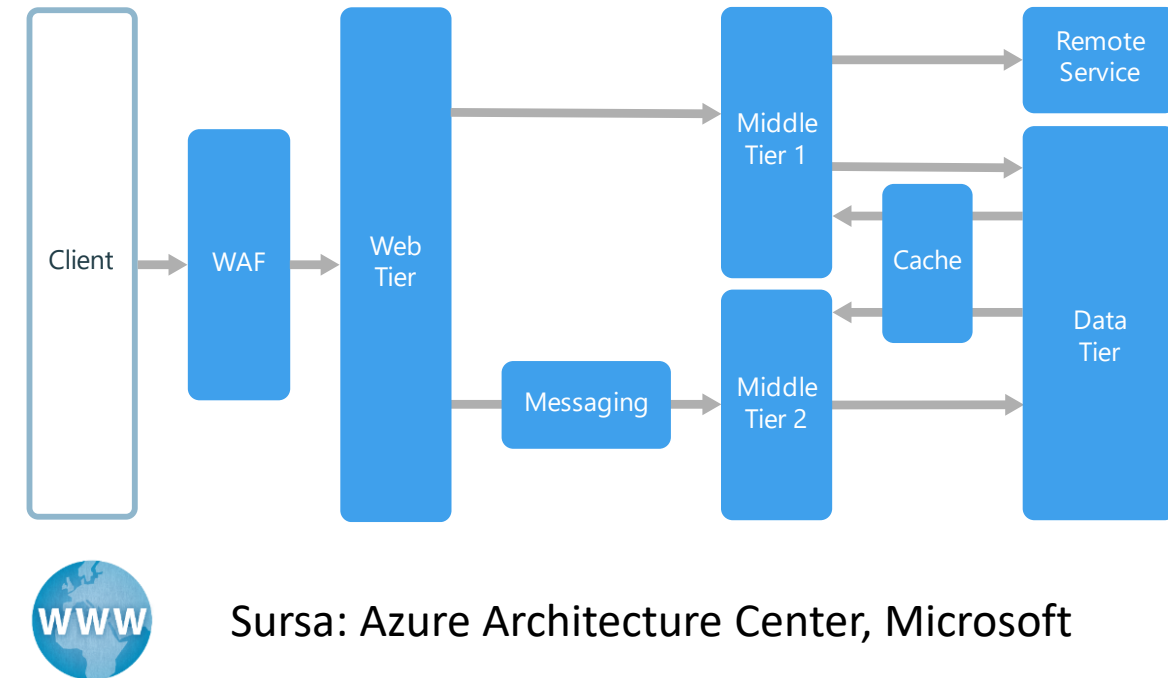 Client
WAF
Web
Tier
Messaging
Middle
Tier 1
Middle
Tier 2
Cache
Remote
Service
Data
Tier
WWW
Sursa: Azure Architecture Center, Microsoft